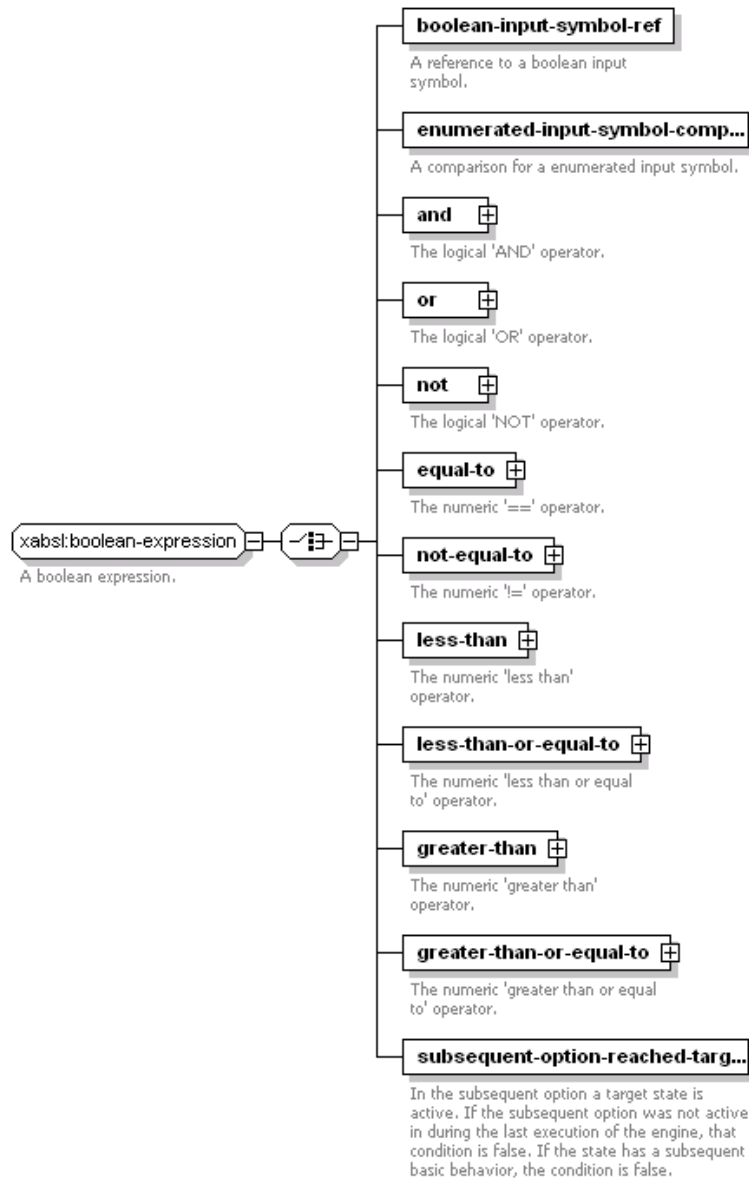 boolean-input-symbol-ref
A reference to a boolean input
symbol.
enumerated-input-symbol-comp...
A comparison for a enumerated input symbol.
and
The logical 'AND' operator.
or
The logical 'OR' operator.
not
The logical 'NOT' operator.
equal-to
The numeric '==' operator.
xabsl:boolean-expression
A boolean expression.
not-equal-to
The numeric '!=' operator.
less-than
The numeric 'less than'
operator.
less-than-or-equal-to
The numeric 'less than or equal
to' operator.
greater-than
The numeric 'greater than'
operator.
greater-than-or-equal-to
The numeric 'greater than or equal
to' operator.
subsequent-option-reached-targ...
In the subsequent option a target state is
active. If the subsequent option was not active
in during the last execution of the engine, that
condition is false. If the state has a subsequent
basic behavior, the condition is false.